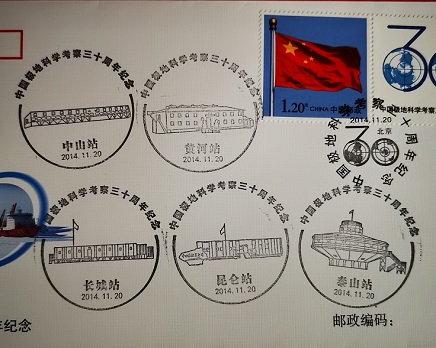 中国极地科学考察三十周年纪念
中山站
2014.11.20
中国极地科学考察三十周年纪念
黄河站
2014.11.20
1.20元 CHINA 中国邮政
30
中国极地科学考察三十周年纪念
2014.11.20
北京
30
中国极地科学考察三十周年纪念
长城站
2014.11.20
中国极地科学考察三十周年纪念
昆仑站
2014.11.20
中国极地科学考察三十周年纪念
泰山站
2014.11.20
年纪念
邮政编码：